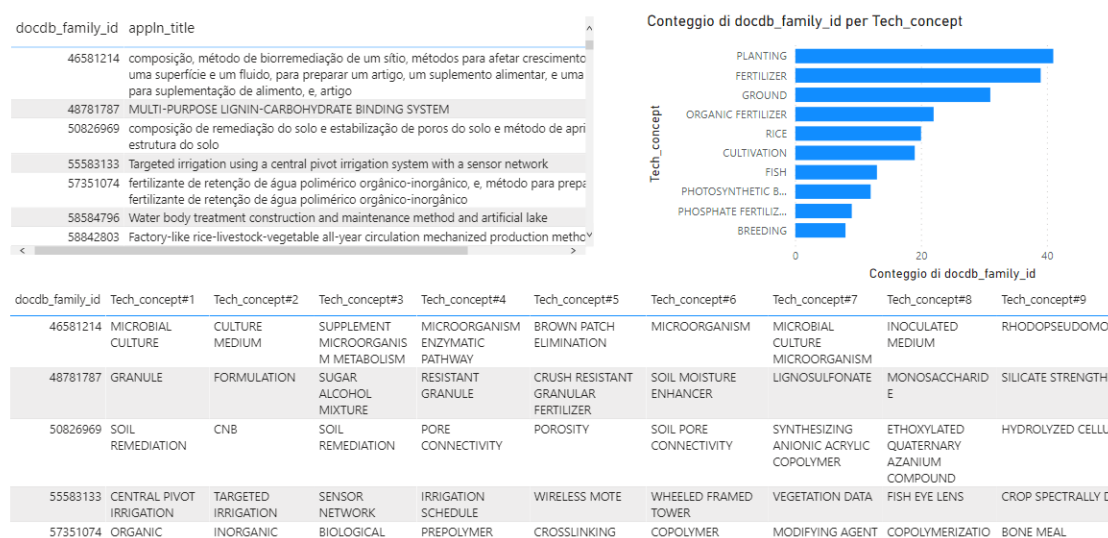 docdb_family_id appln_title
46581214 composição, método de biorremediação de um sítio, métodos para afetar crescimento
uma superfície e um fluido, para preparar um artigo, um suplemento alimentar, e uma
para suplementação de alimento, e, artigo
48781787 MULTI-PURPOSE LIGNIN-CARBOHYDRATE BINDING SYSTEM
50826969 composição de remediação do solo e estabilização de poros do solo e método de apri
estrutura do solo
55583133 Targeted irrigation using a central pivot irrigation system with a sensor network
57351074 fertilizante de retenção de água polimérico orgânico-inorgânico, e, método para prepa
fertilizante de retenção de água polimérico orgânico-inorgânico
58584796 Water body treatment construction and maintenance method and artificial lake
58842803 Factory-like rice-livestock-vegetable all-year circulation mechanized production metho
Conteggio di docdb_family_id per Tech_concept
Tech_concept
PLANTING
FERTILIZER
GROUND
ORGANIC FERTILIZER
RICE
CULTIVATION
FISH
PHOTOSYNTHETIC B...
PHOSPHATE FERTILIZ...
BREEDING
0 20 40
Conteggio di docdb_family_id
docdb_family_id Tech_concept#1 Tech_concept#2 Tech_concept#3 Tech_concept#4 Tech_concept#5 Tech_concept#6 Tech_concept#7 Tech_concept#8 Tech_concept#9
46581214 MICROBIAL CULTURE SUPPLEMENT MICROORGANISM BROWN PATCH MICROORGANISM MICROBIAL INOCULATED RHODOPSEUDOMO
CULTURE MEDIUM MICROORGANIS ENZYMATIC ELIMINATION CULTURE MEDIUM
M METABOLISM PATHWAY MICROORGANISM
48781787 GRANULE FORMULATION SUGAR RESISTANT CRUSH RESISTANT SOIL MOISTURE LIGNOSULFONATE MONOSACCHARID SILICATE STRENGTH
ALCOHOL GRANULE GRANULAR ENHANCER E
MIXTURE FERTILIZER
50826969 SOIL CNB SOIL PORE POROSITY SOIL PORE SYNTHESIZING ETHOXYLATED HYDROLYZED CELLU
REMEDIATION REMEDIATION CONNECTIVITY CONNECTIVITY ANIONIC ACRYLIC QUATERNARY
COPOLYMER AZANIUM
COMPOUND
55583133 CENTRAL PIVOT TARGETED SENSOR IRRIGATION WIRELESS MOTE WHEELED FRAMED VEGETATION DATA FISH EYE LENS CROP SPECTRALLY D
IRRIGATION IRRIGATION NETWORK SCHEDULE TOWER
57351074 ORGANIC INORGANIC BIOLOGICAL PREPOLYMER CROSSLINKING COPOLYMER MODIFYING AGENT COPOLYMERIZATIO BONE MEAL